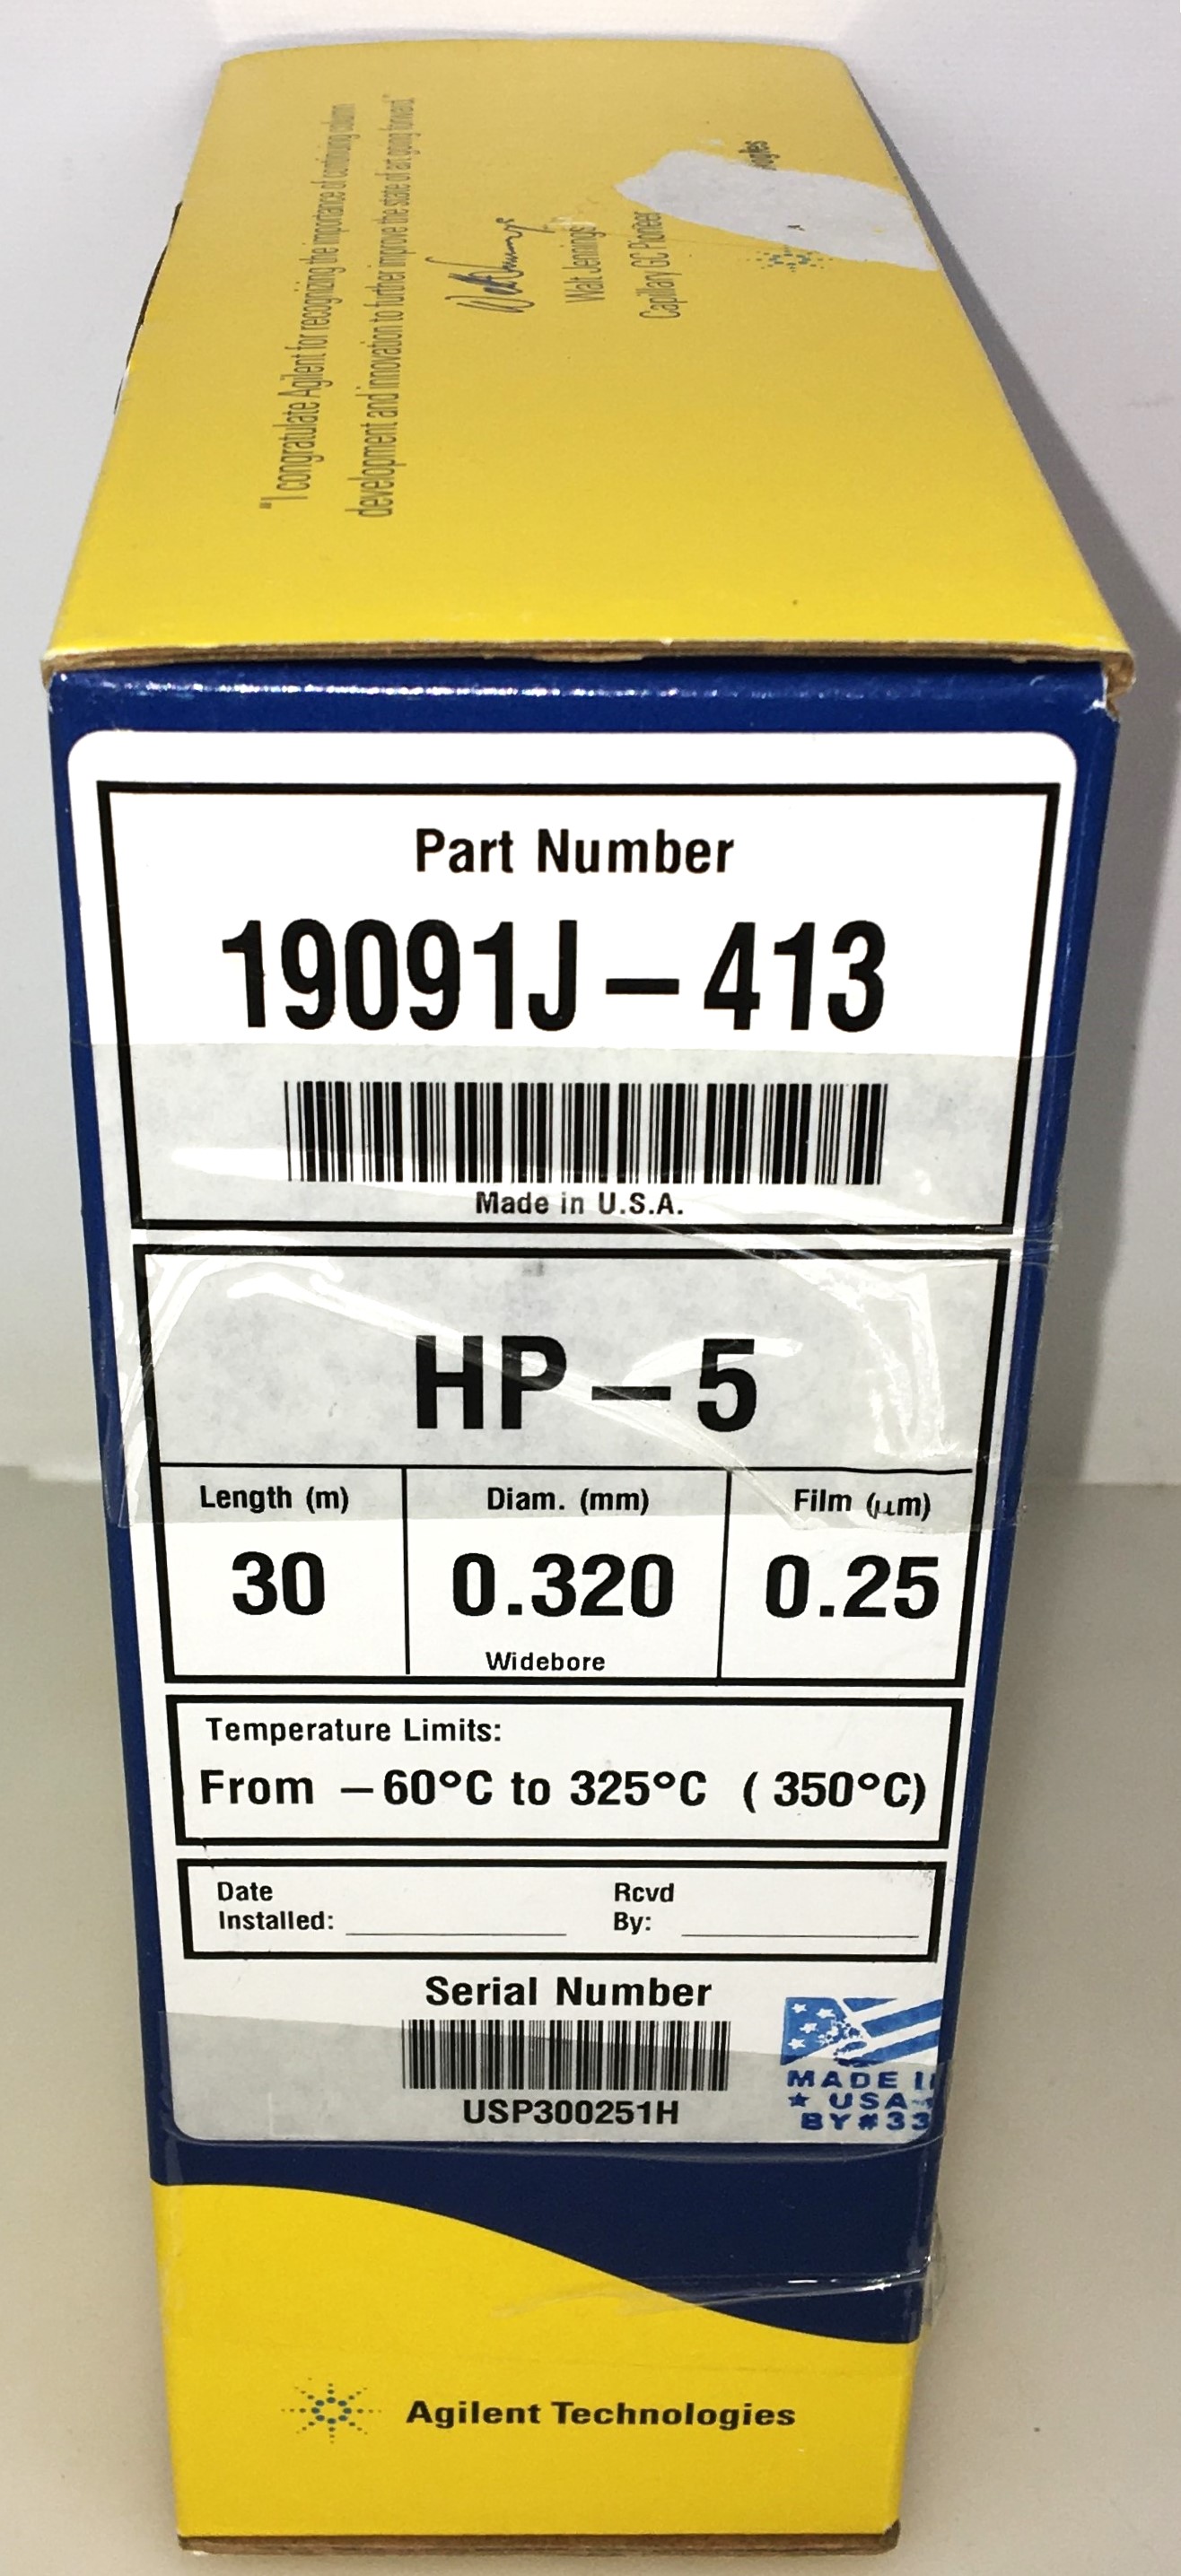 "I congratulate Agilent for recognizing the importance of continuing column
development and innovation to further improve the state of art going forward."
Walt Jennings
Walt Jennings
Capillary GC Pioneer
Part Number
19091J-413
Made in U.S.A.
HP-5
Length (m) Diam. (mm) Film (μm)
30 0.320 0.25
Widebore
Temperature Limits:
From -60°C to 325°C (350°C)
Date Rcvd
Installed: By:
Serial Number
USP300251H
MADE I
★ USA
BY#33
Agilent Technologies